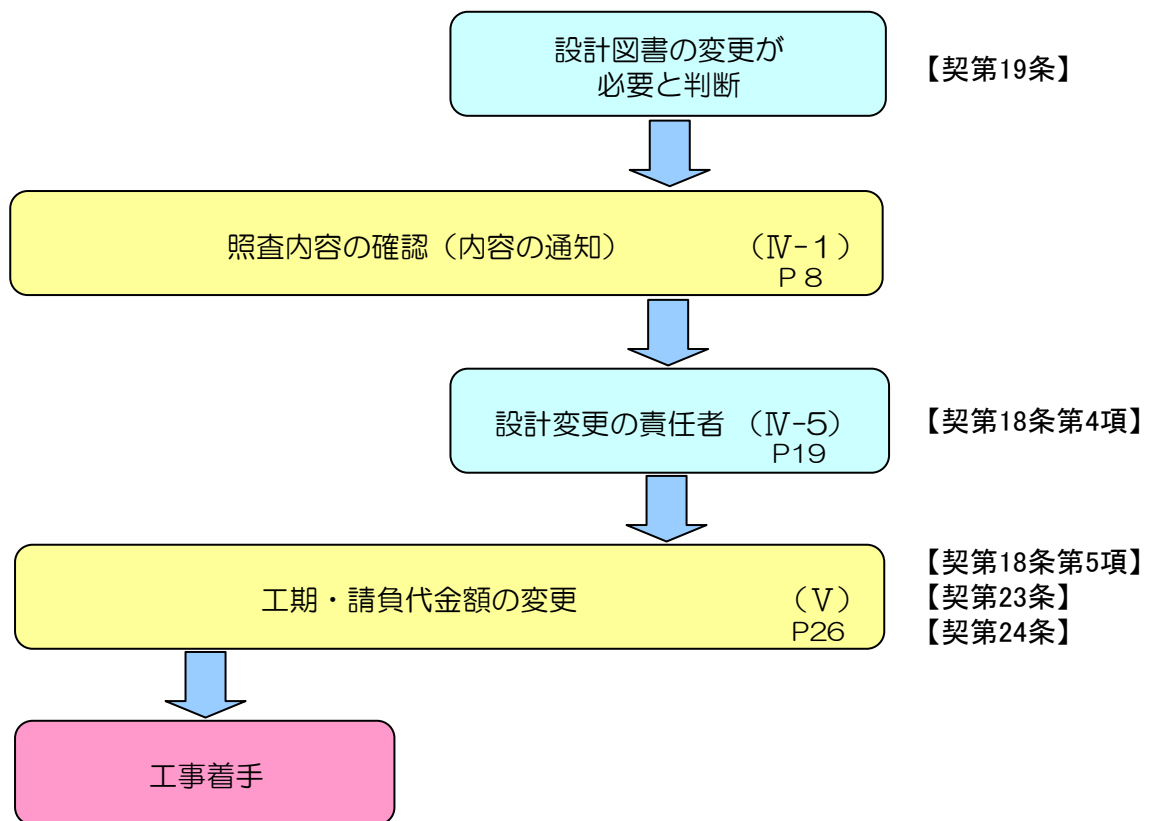 設計図書の変更が
必要と判断
【契第19条】
照査内容の確認（内容の通知） （Ⅳ-１）
Ｐ８
設計変更の責任者 （Ⅳ-5）
P19
【契第18条第4項】
工期・請負代金額の変更 （Ⅴ）
P26
【契第18条第5項】
【契第23条】
【契第24条】
工事着手